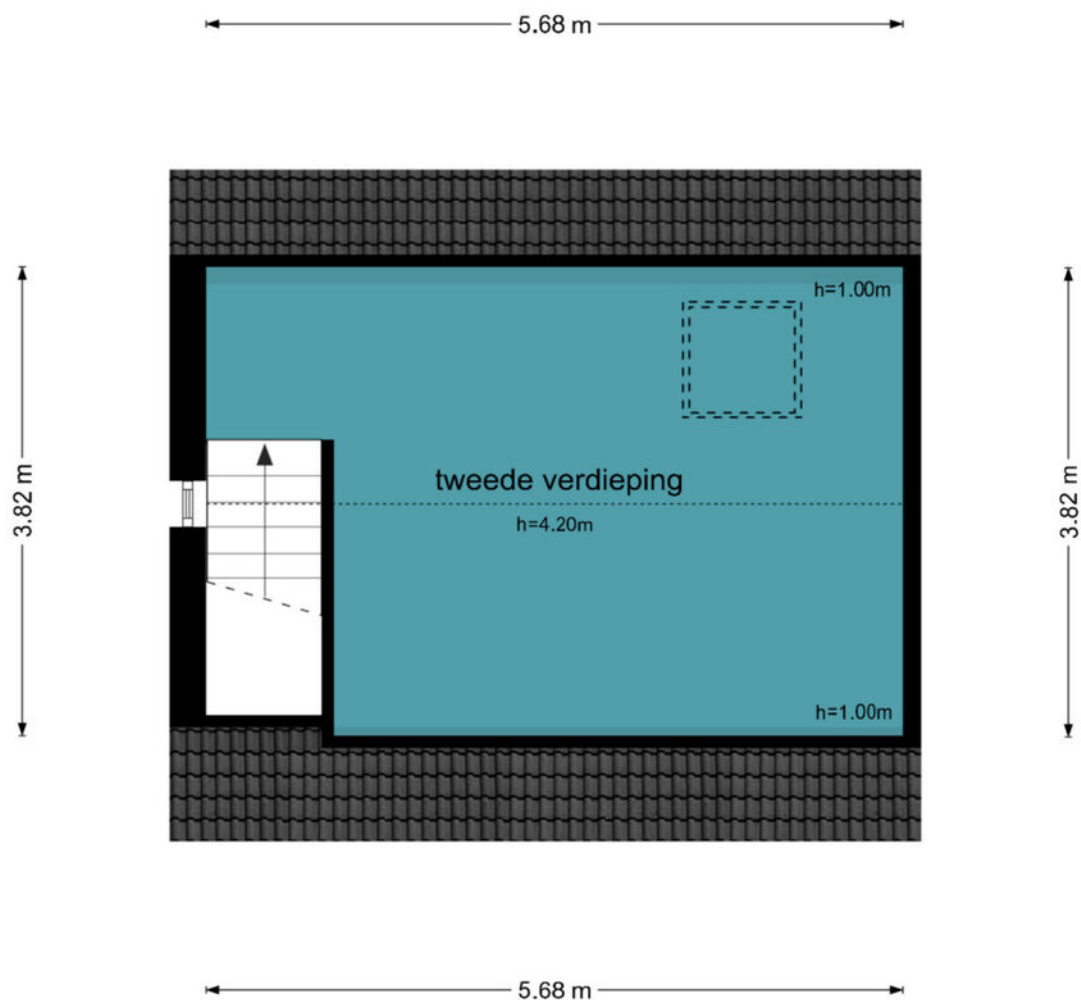 5.68 m
h=1.00m
tweede verdieping
3.82 m
3.82 m
h=4.20m
h=1.00m
5.68 m